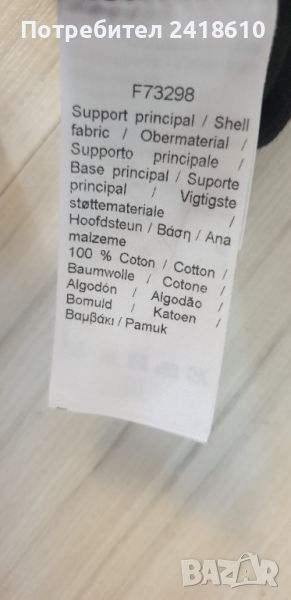 Потребител 2418610
F73298
Support principal / Shell
fabric / Obermaterial /
Supporto principale /
Base principal / Suporte
principal / Vigtigste
støttemateriale /
Hoofdsteun / Βάση / Ana
malzeme
100 % Coton / Cotton /
Baumwolle / Cotone /
Algodón / Algodão /
Bomuld / Katoen /
Βαμβάκι / Pamuk
BAZAR